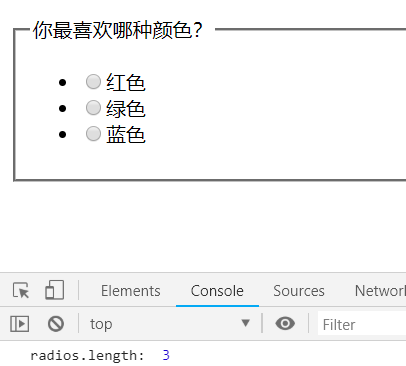 你最喜欢哪种颜色?
红色
绿色
蓝色
Elements Console Sources Network
top Filter
radios.length: 3